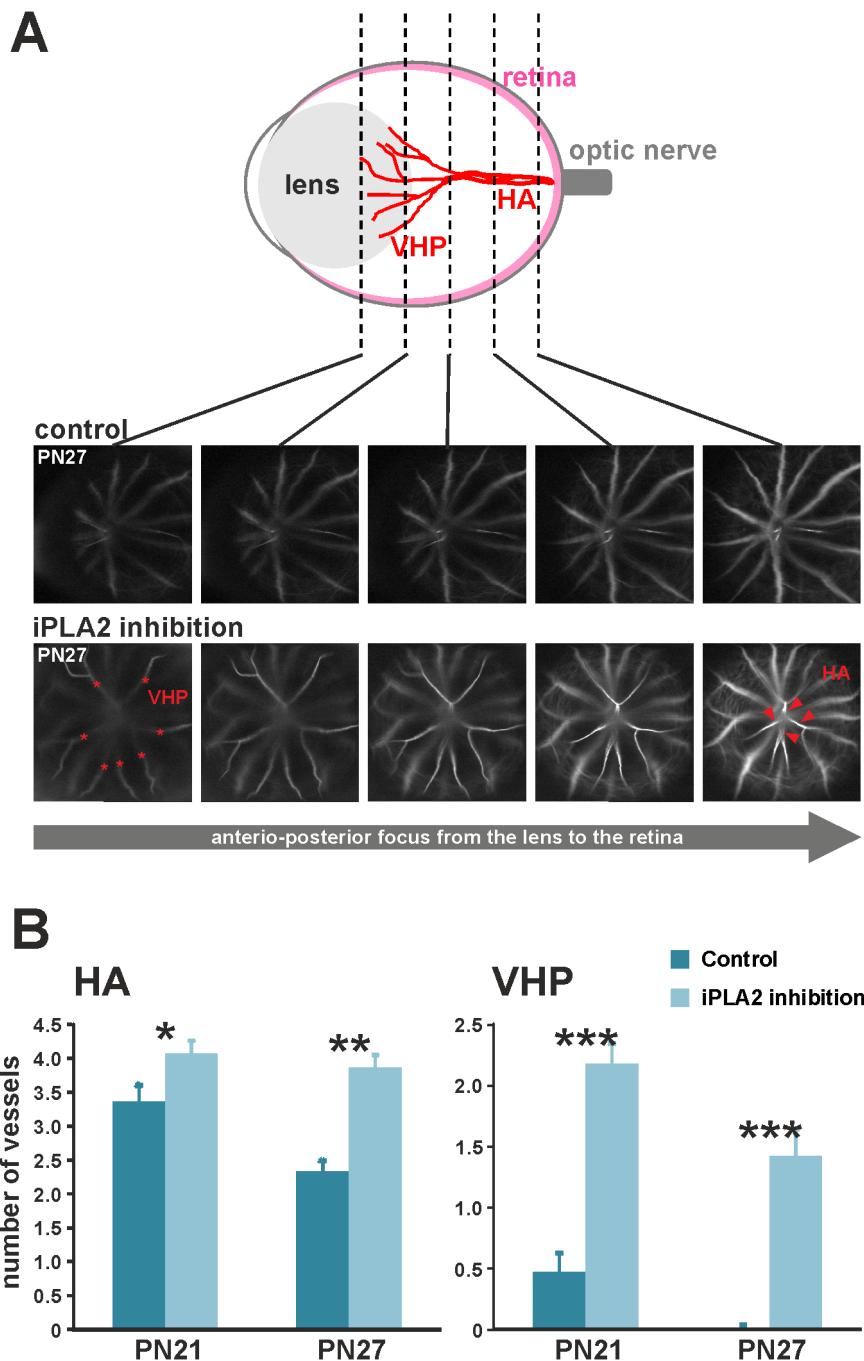 A
retina
optic nerve
lens
HA
VHP
control
PN27
iPLA2 inhibition
PN27
VHP
*
*
*
*
*
*
*
HA
anterio-posterior focus from the lens to the retina
B
HA
VHP
Control
iPLA2 inhibition
number of vessels
4.5
4.0
3.5
3.0
2.5
2.0
1.5
1.0
0.5
0
*
**
PN21
PN27
2.5
2.0
1.5
1.0
0.5
0
***
***
PN21
PN27